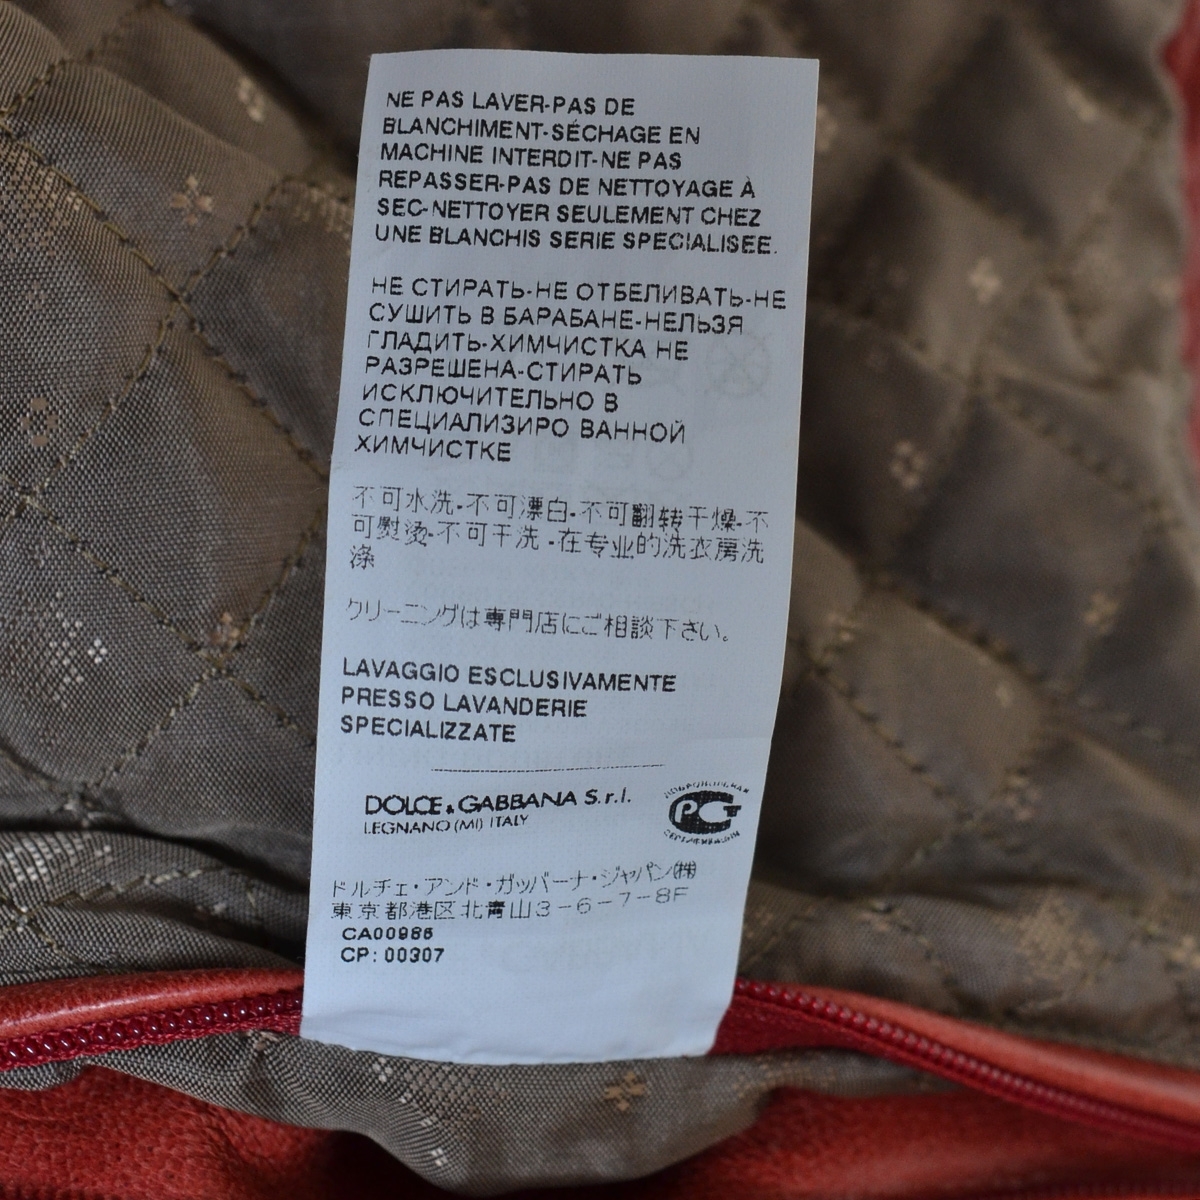 NE PAS LAVER-PAS DE
BLANCHIMENT-SÉCHAGE EN
MACHINE INTERDIT-NE PAS
REPASSER-PAS DE NETTOYAGE À
SEC-NETTOYER SEULEMENT CHEZ
UNE BLANCHIS SERIE SPECIALISEE.
НЕ СТИРАТЬ-НЕ ОТБЕЛИВАТЬ-НЕ
СУШИТЬ В БАРАБАНЕ-НЕЛЬЗЯ
ГЛАДИТЬ-ХИМЧИСТКА НЕ
РАЗРЕШЕНА-СТИРАТЬ
ИСКЛЮЧИТЕЛЬНО В
СПЕЦИАЛИЗИРО ВАННОЙ
ХИМЧИСТКЕ
不可水洗-不可漂白-不可翻转干燥-不
可熨烫-不可干洗 -在专业的洗衣房洗
涤
クリーニングは専門店にご相談下さい。
LAVAGGIO ESCLUSIVAMENTE
PRESSO LAVANDERIE
SPECIALIZZATE
DOLCE & GABBANA S.r.l.
LEGNANO (MI) ITALY
РСТ
ドルチェ・アンド・ガッバーナ・ジャパン㈱
東京都港区北青山3-6-7-8F
CA00986
CP: 00307